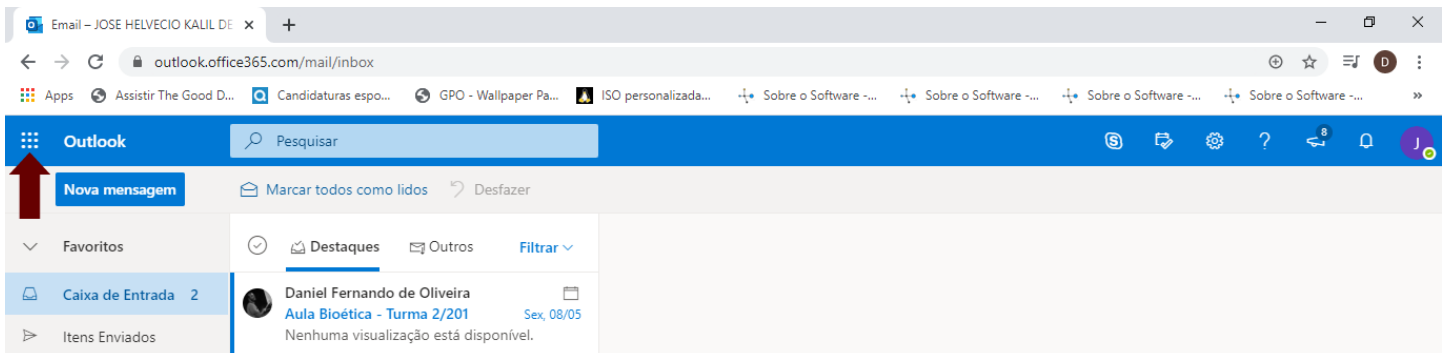 Email – JOSE HELVECIO KALIL DE
outlook.office365.com/mail/inbox
D
Apps Assistir The Good D... Candidaturas espo... GPO - Wallpaper Pa... ISO personalizada... Sobre o Software -... Sobre o Software -... Sobre o Software -... Sobre o Software -... »
Outlook Pesquisar S ? 8 J
Nova mensagem Marcar todos como lidos Desfazer
Favoritos Destaques Outros Filtrar
Caixa de Entrada 2 Daniel Fernando de Oliveira
Aula Bioética - Turma 2/201 Sex, 08/05
Itens Enviados Nenhuma visualização está disponível.